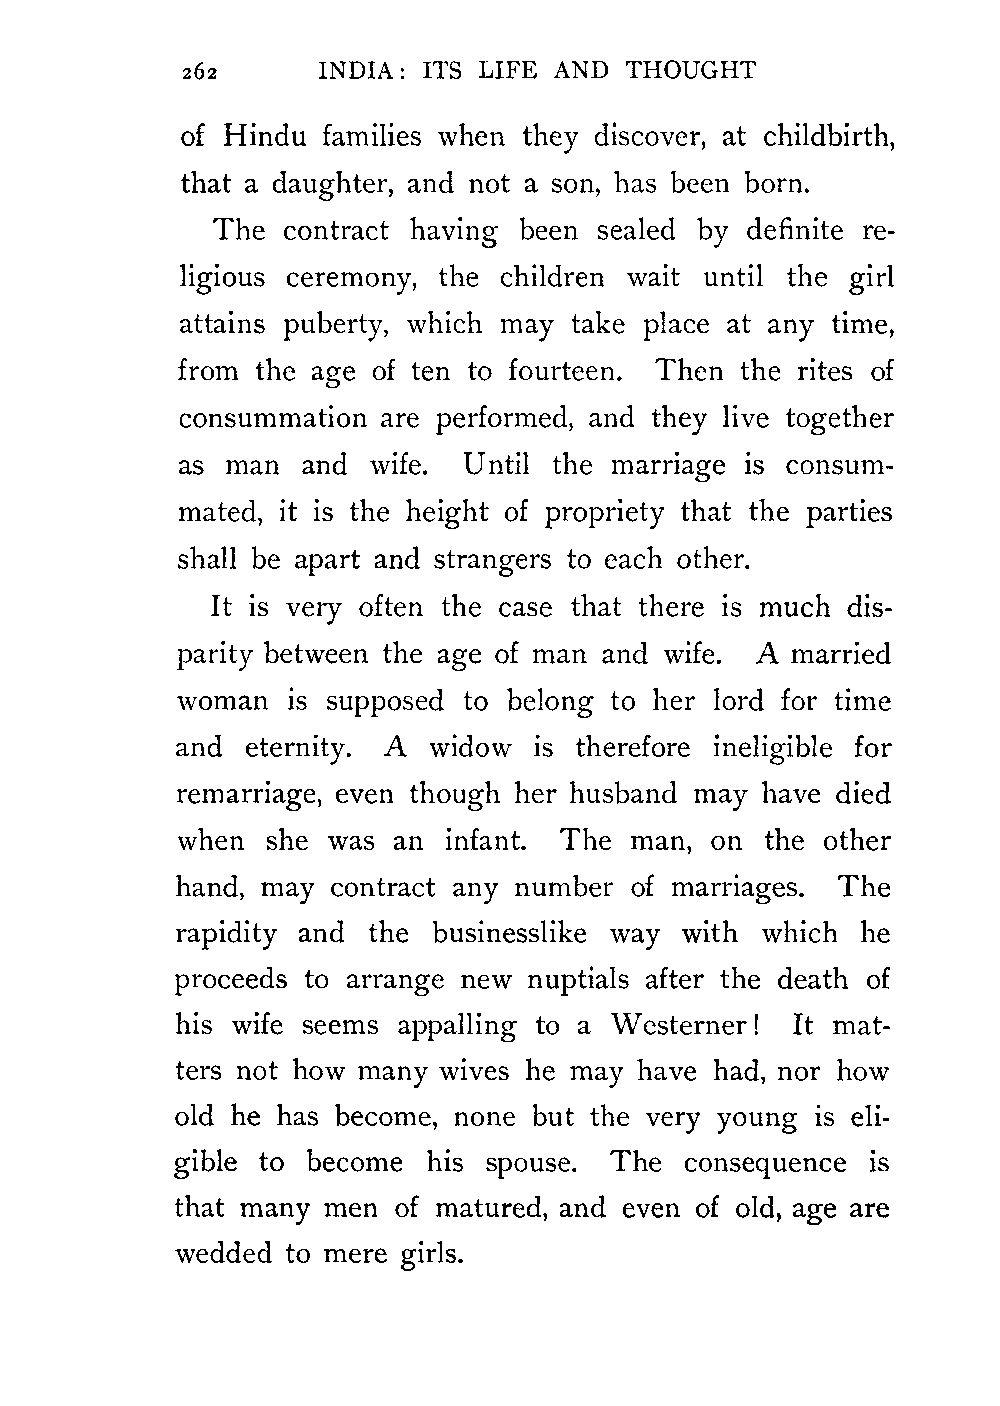 262 INDIA: ITS LIFE AND THOUGHT
of Hindu families when they discover, at childbirth,
that a daughter, and not a son, has been born.
The contract having been sealed by definite re-
ligious ceremony, the children wait until the girl
attains puberty, which may take place at any time,
from the age of ten to fourteen. Then the rites of
consummation are performed, and they live together
as man and wife. Until the marriage is consum-
mated, it is the height of propriety that the parties
shall be apart and strangers to each other.
It is very often the case that there is much dis-
parity between the age of man and wife. A married
woman is supposed to belong to her lord for time
and eternity. A widow is therefore ineligible for
remarriage, even though her husband may have died
when she was an infant. The man, on the other
hand, may contract any number of marriages. The
rapidity and the businesslike way with which he
proceeds to arrange new nuptials after the death of
his wife seems appalling to a Westerner! It mat-
ters not how many wives he may have had, nor how
old he has become, none but the very young is eli-
gible to become his spouse. The consequence is
that many men of matured, and even of old, age are
wedded to mere girls.